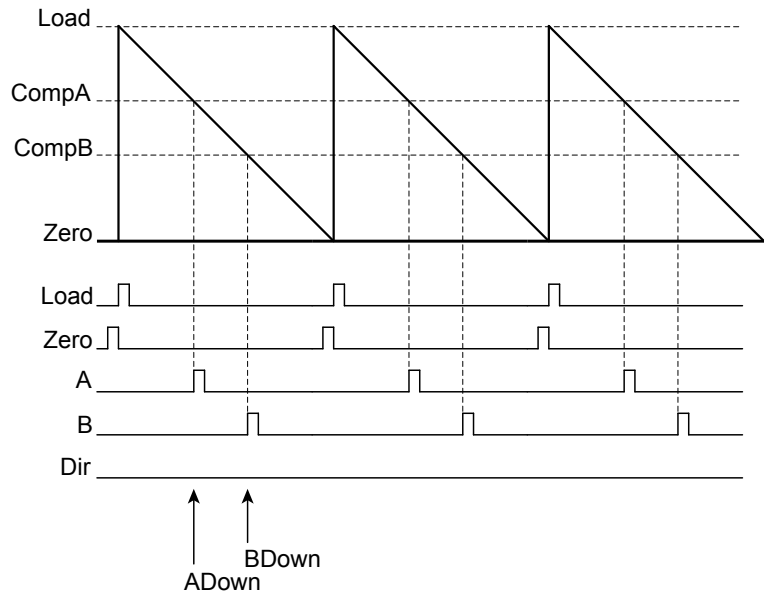 Load
CompA
CompB
Zero
Load
Zero
A
B
Dir
BDown
ADown